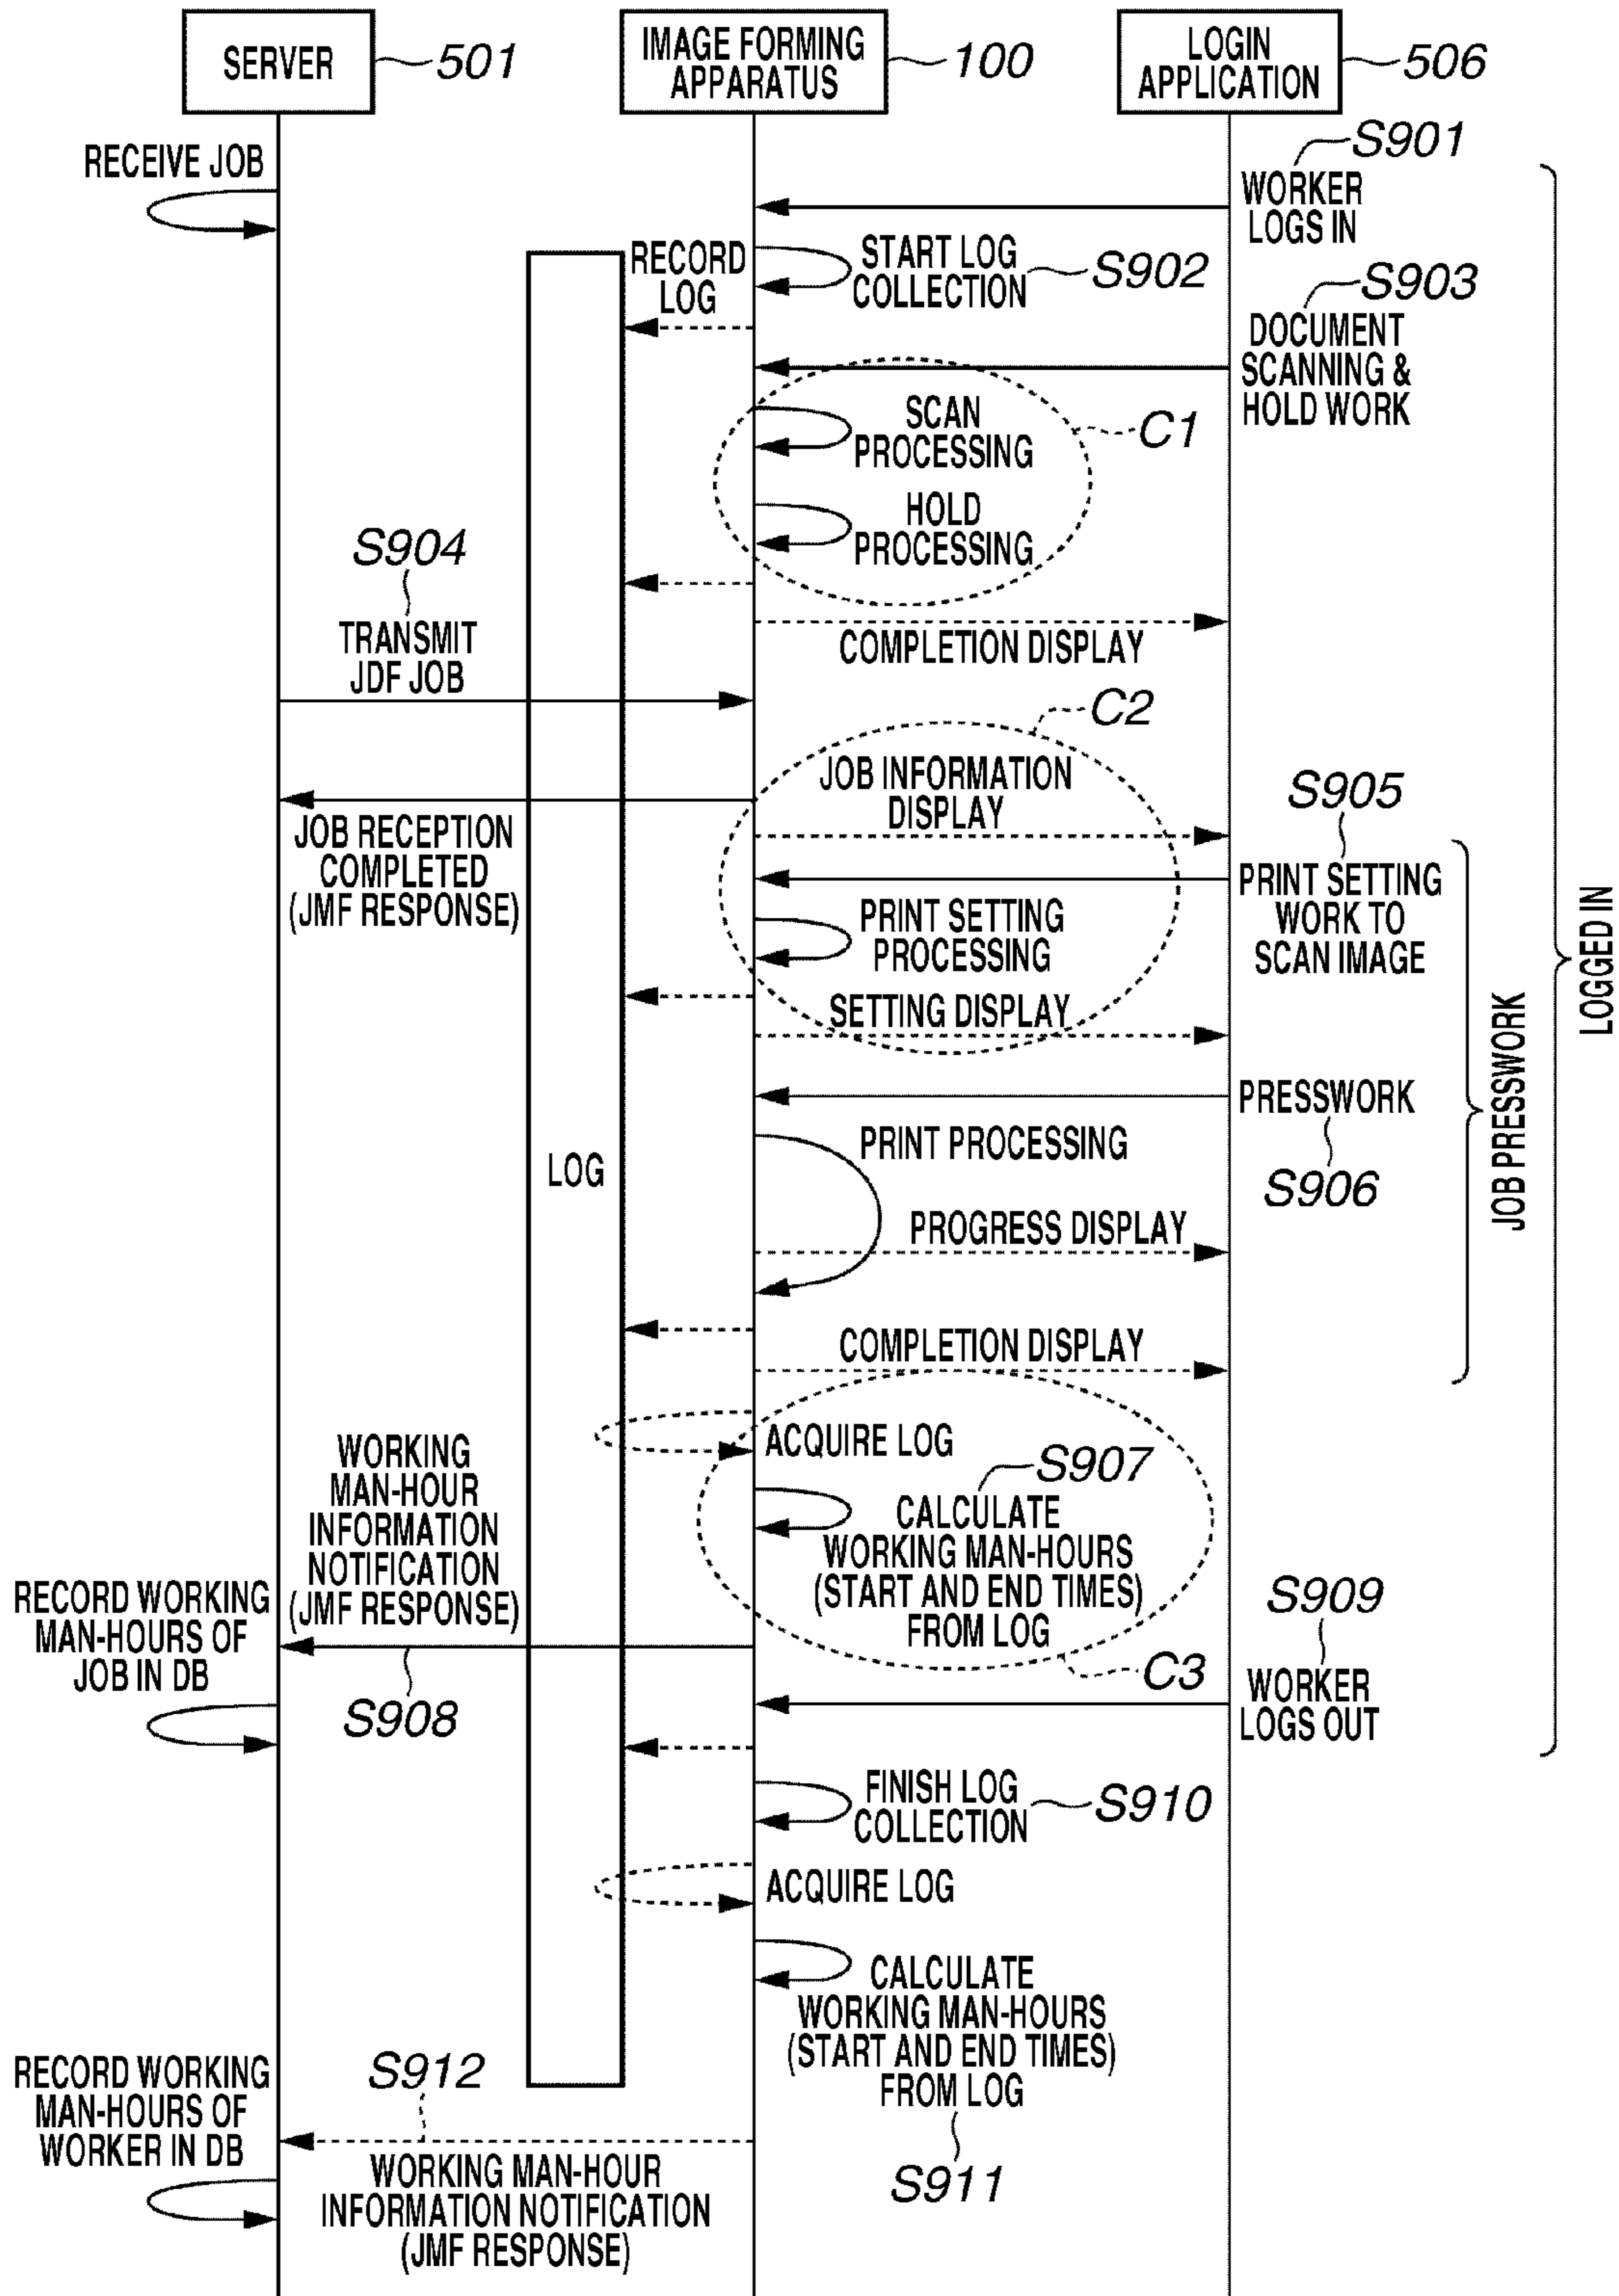 SERVER
501
IMAGE FORMING
APPARATUS
100
LOGIN
APPLICATION
506
RECEIVE JOB
S901
WORKER
LOGS IN
RECORD
LOG
START LOG
COLLECTION
S902
S903
DOCUMENT
SCANNING &
HOLD WORK
SCAN
PROCESSING
C1
HOLD
PROCESSING
S904
TRANSMIT
JDF JOB
COMPLETION DISPLAY
C2
JOB INFORMATION
DISPLAY
JOB RECEPTION
COMPLETED
(JMF RESPONSE)
S905
PRINT SETTING
WORK TO
SCAN IMAGE
PRINT SETTING
PROCESSING
SETTING DISPLAY
LOGGED IN
JOB PRESSWORK
PRESSWORK
S906
LOG
PRINT PROCESSING
PROGRESS DISPLAY
COMPLETION DISPLAY
ACQUIRE LOG
S907
CALCULATE
WORKING MAN-HOURS
(START AND END TIMES)
FROM LOG
C3
WORKING
MAN-HOUR
INFORMATION
NOTIFICATION
(JMF RESPONSE)
S908
RECORD WORKING
MAN-HOURS OF
JOB IN DB
S909
WORKER
LOGS OUT
FINISH LOG
COLLECTION
S910
ACQUIRE LOG
CALCULATE
WORKING MAN-HOURS
(START AND END TIMES)
FROM LOG
S911
S912
RECORD WORKING
MAN-HOURS OF
WORKER IN DB
WORKING MAN-HOUR
INFORMATION NOTIFICATION
(JMF RESPONSE)